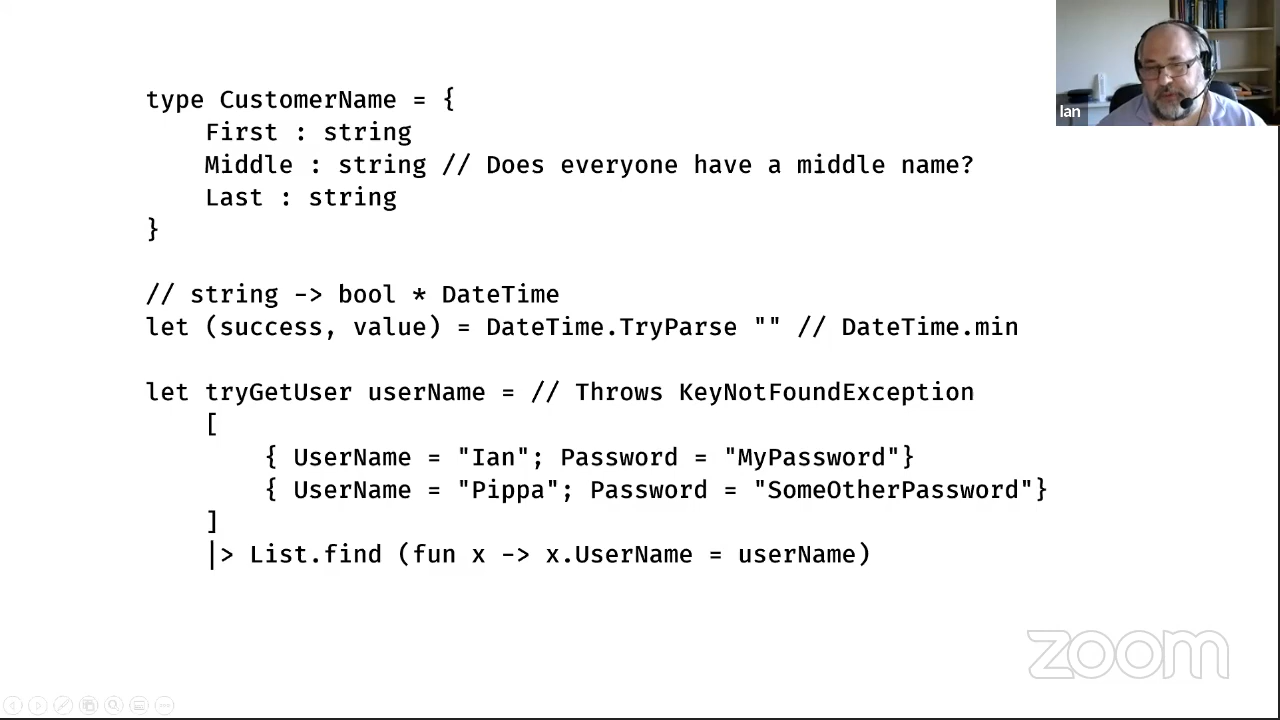 type CustomerName = {
    First : string
    Middle : string // Does everyone have a middle name?
    Last : string
}
// string -> bool * DateTime
let (success, value) = DateTime.TryParse "" // DateTime.min
let tryGetUser userName = // Throws KeyNotFoundException
    [
        { UserName = "Ian"; Password = "MyPassword"}
        { UserName = "Pippa"; Password = "SomeOtherPassword"}
    ]
    |> List.find (fun x -> x.UserName = userName)
Ian
zoom